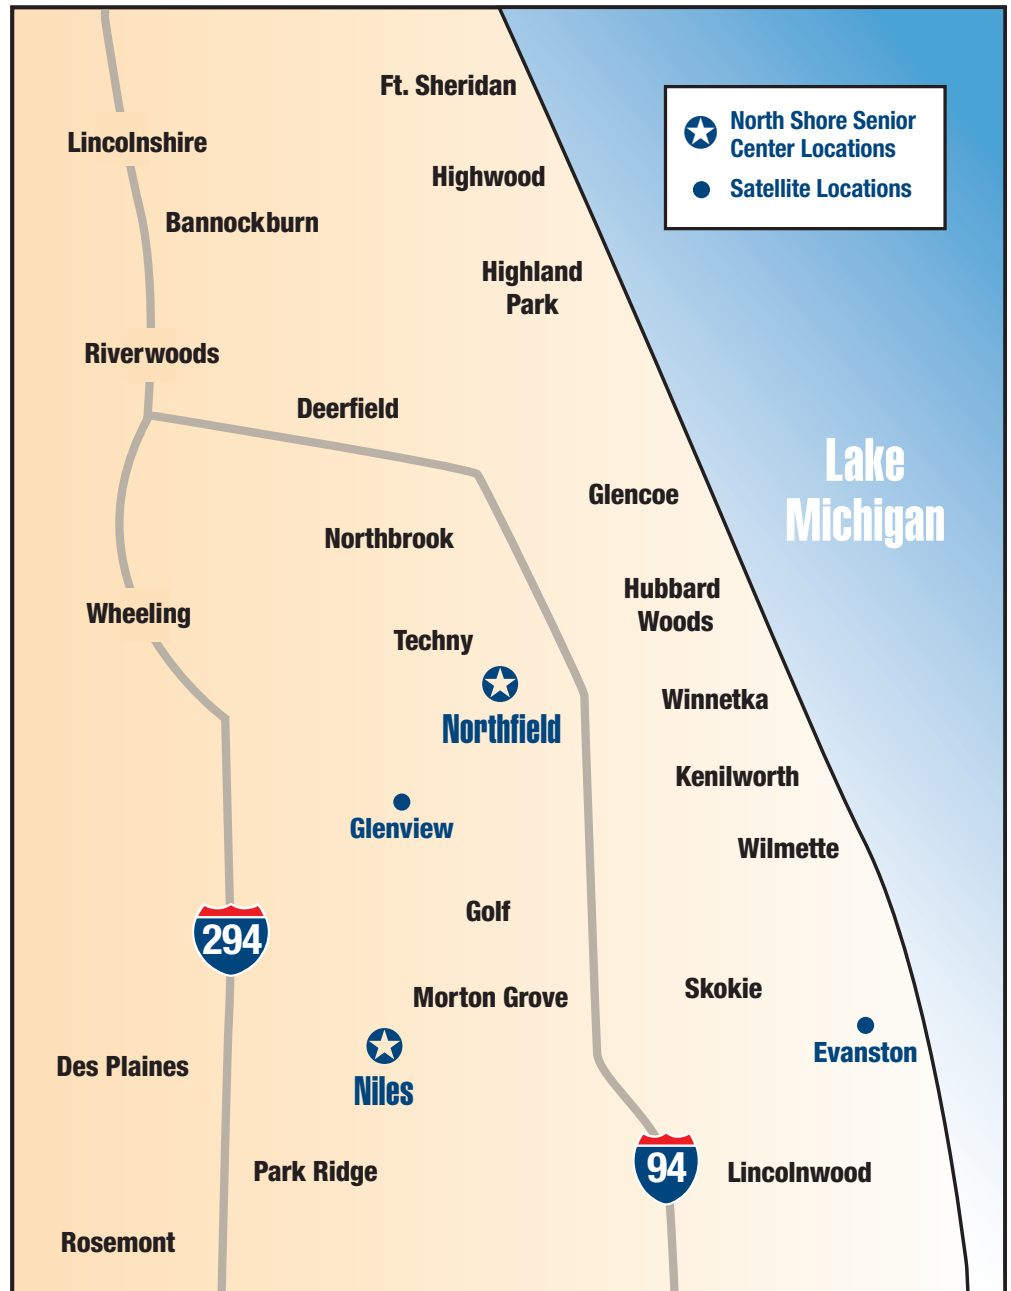 Ft. Sheridan
North Shore Senior
Center Locations
Satellite Locations
Lincolnshire
Highwood
Bannockburn
Highland
Park
Riverwoods
Deerfield
Lake
Michigan
Glencoe
Northbrook
Hubbard
Woods
Wheeling
Techny
Winnetka
Northfield
Kenilworth
Glenview
Wilmette
Golf
294
Skokie
Morton Grove
Evanston
Des Plaines
Niles
94
Park Ridge
Lincolnwood
Rosemont